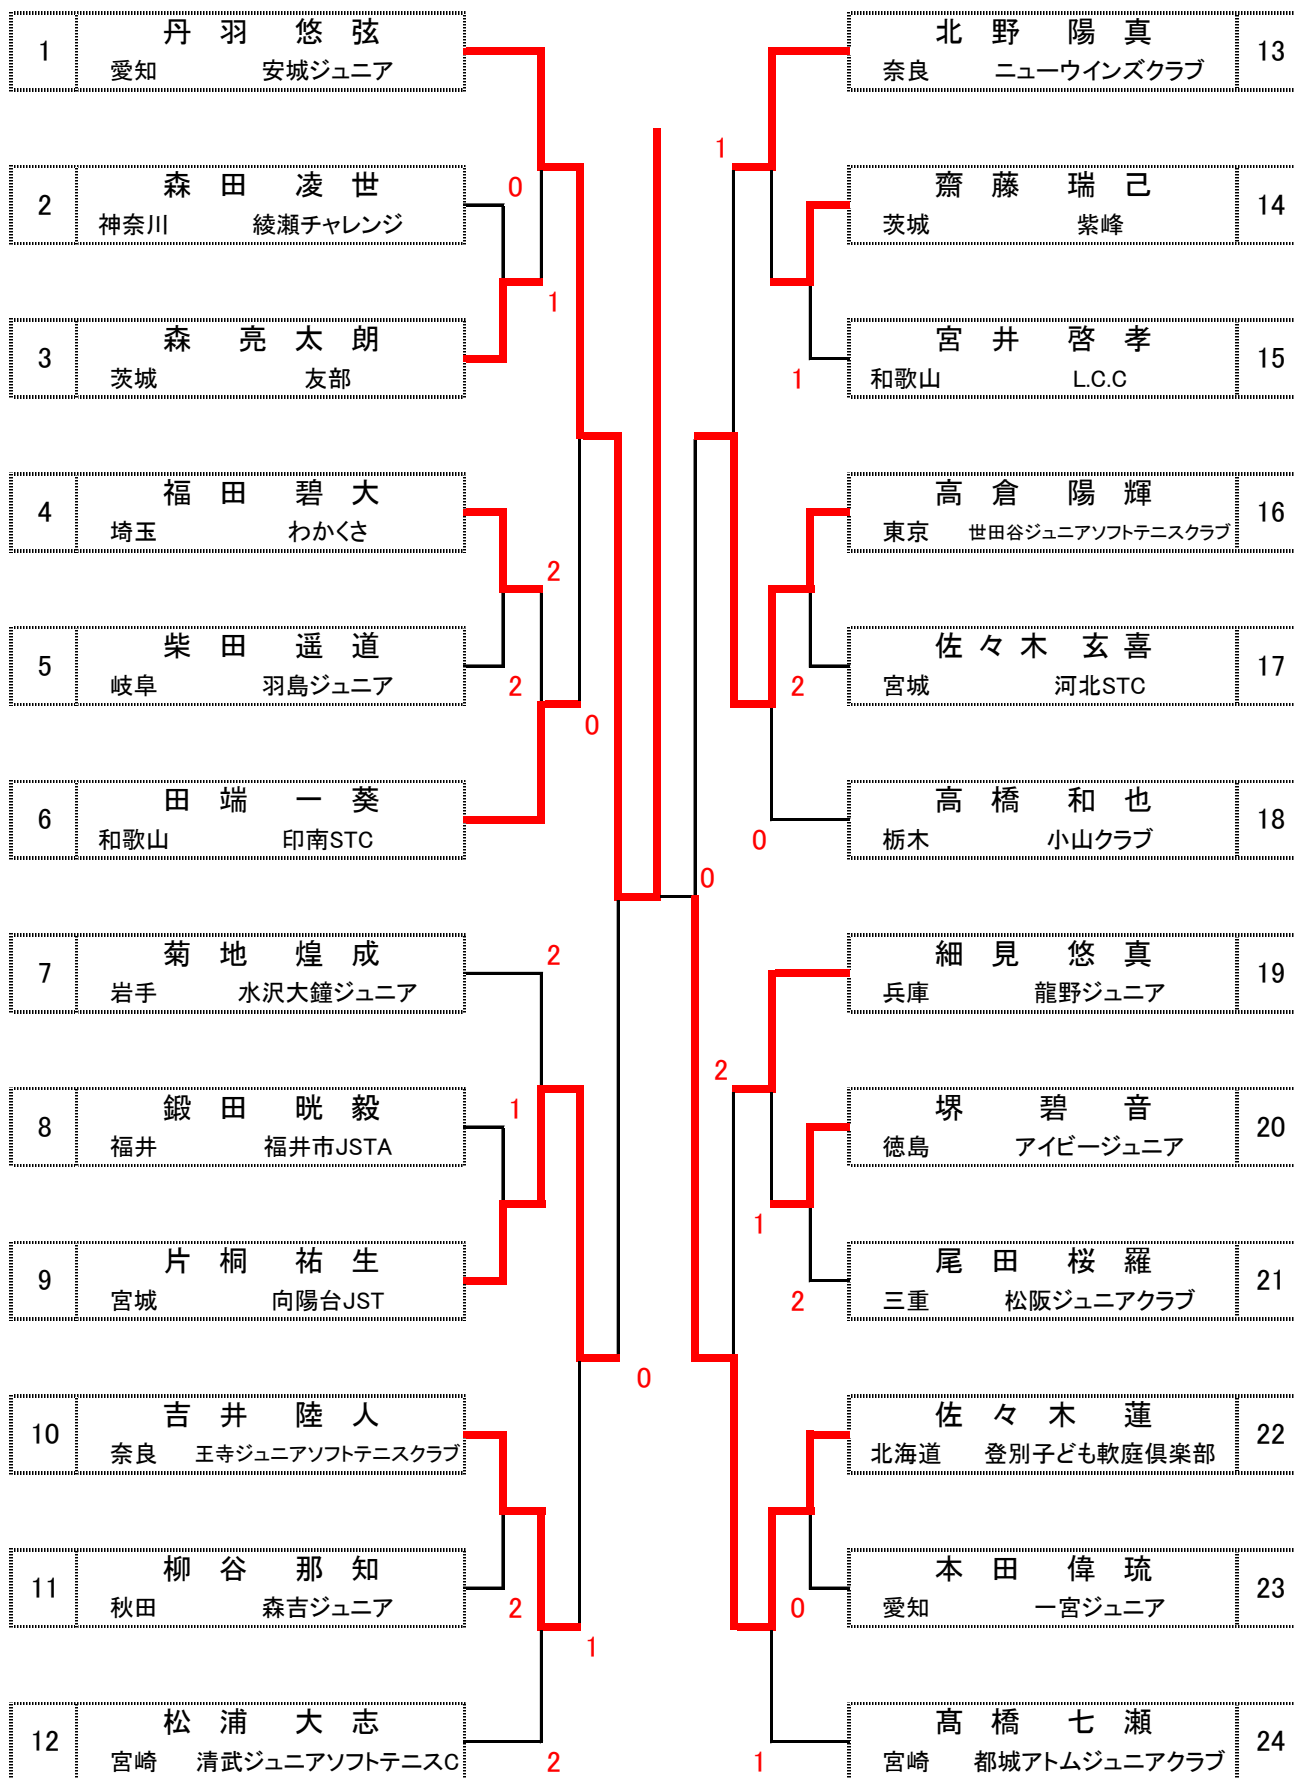 1 丹羽 悠弦
愛知 安城ジュニア
2 森田 凌世
神奈川 綾瀬チャレンジ
0
3 森 亮太朗
茨城 友部
1
4 福田 碧大
埼玉 わかくさ
2
5 柴田 遥道
岐阜 羽島ジュニア
2
0
6 田端 一葵
和歌山 印南STC
7 菊地 煌成
岩手 水沢大鐘ジュニア
2
8 鍛田 晄毅
福井 福井市JSTA
1
9 片桐 祐生
宮城 向陽台JST
0
10 吉井 陸人
奈良 王寺ジュニアソフトテニスクラブ
11 柳谷 那知
秋田 森吉ジュニア
2
1
12 松浦 大志
宮崎 清武ジュニアソフトテニスC
2
北野 陽真 13
奈良 ニューウインズクラブ
1
齋藤 瑞己 14
茨城 紫峰
宮井 啓孝 15
和歌山 L.C.C
1
高倉 陽輝 16
東京 世田谷ジュニアソフトテニスクラブ
佐々木 玄喜 17
宮城 河北STC
2
高橋 和也 18
栃木 小山クラブ
0
0
細見 悠真 19
兵庫 龍野ジュニア
2
堺 碧音 20
徳島 アイビージュニア
1
尾田 桜羅 21
三重 松阪ジュニアクラブ
2
佐々木 蓮 22
北海道 登別子ども軟庭倶楽部
本田 偉琉 23
愛知 一宮ジュニア
0
髙橋 七瀬 24
宮崎 都城アトムジュニアクラブ
1